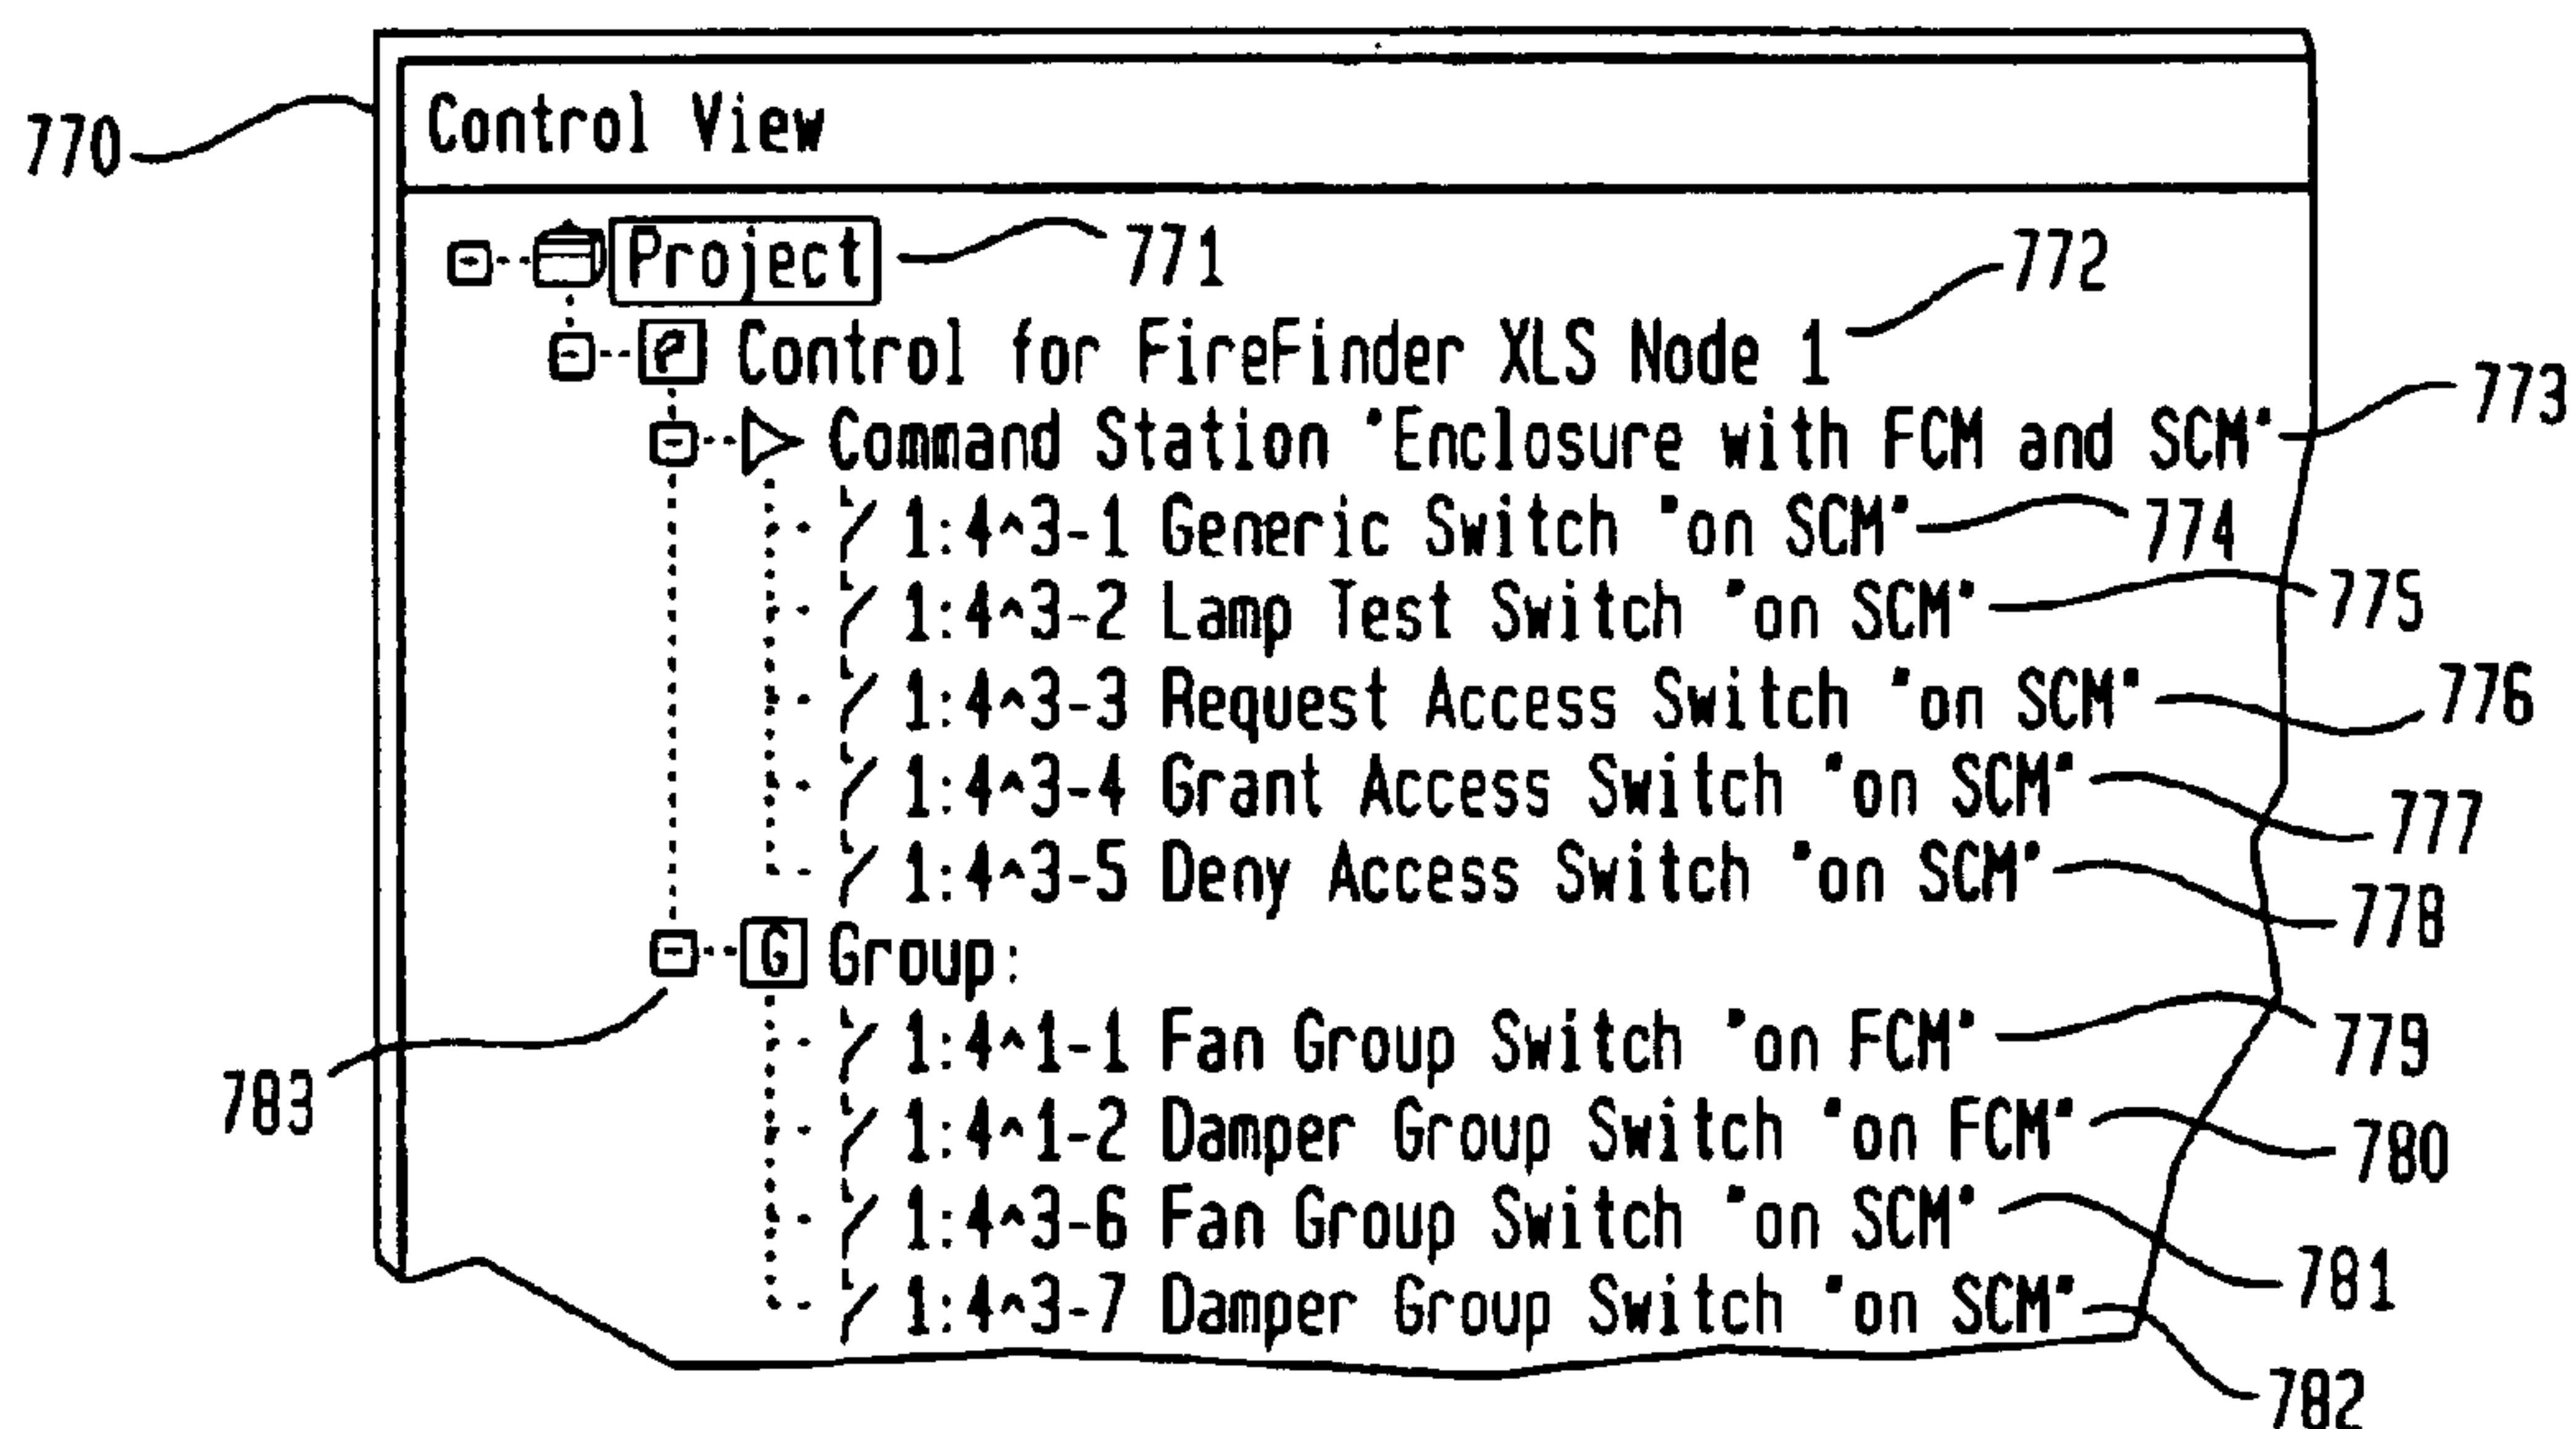 Control View
770
Project 771
772
Control for FireFinder XLS Node 1
773
Command Station "Enclosure with FCM and SCM"
1:4^3-1 Generic Switch "on SCM" 774
1:4^3-2 Lamp Test Switch "on SCM" 775
1:4^3-3 Request Access Switch "on SCM" 776
1:4^3-4 Grant Access Switch "on SCM" 777
1:4^3-5 Deny Access Switch "on SCM" 778
G Group:
1:4^1-1 Fan Group Switch "on FCM" 779
783
1:4^1-2 Damper Group Switch "on FCM" 780
1:4^3-6 Fan Group Switch "on SCM" 781
1:4^3-7 Damper Group Switch "on SCM" 782